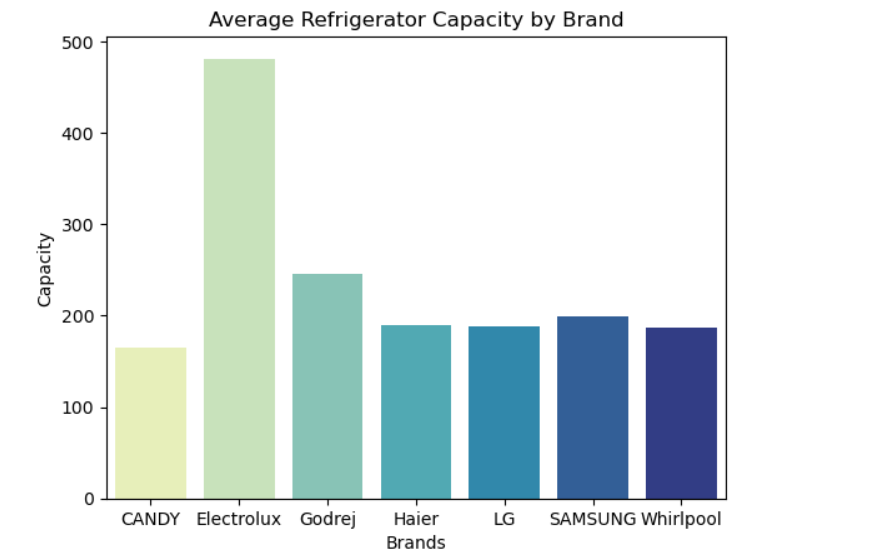 Average Refrigerator Capacity by Brand
500
400
300
200
100
0
Capacity
CANDY Electrolux Godrej Haier LG SAMSUNG Whirlpool
Brands